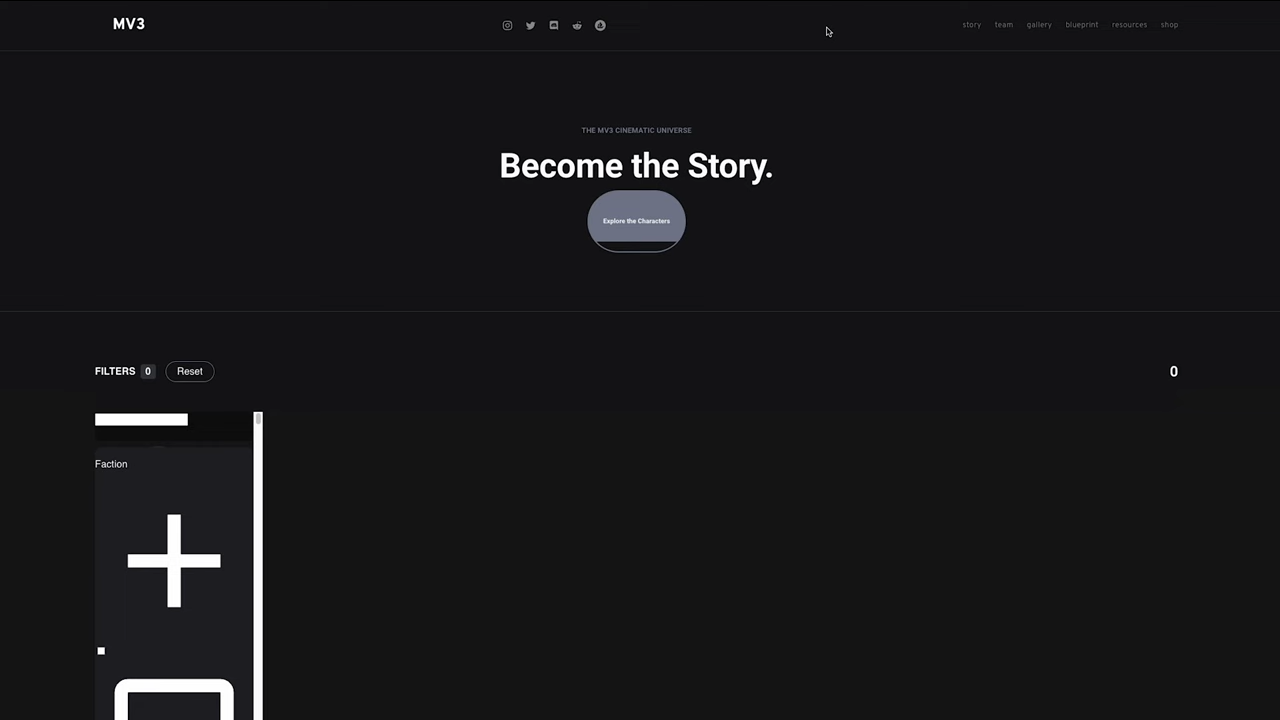 MV3
story team gallery blueprint resources shop
THE MV3 CINEMATIC UNIVERSE
Become the Story.
Explore the Characters
FILTERS 0 Reset
0
Faction